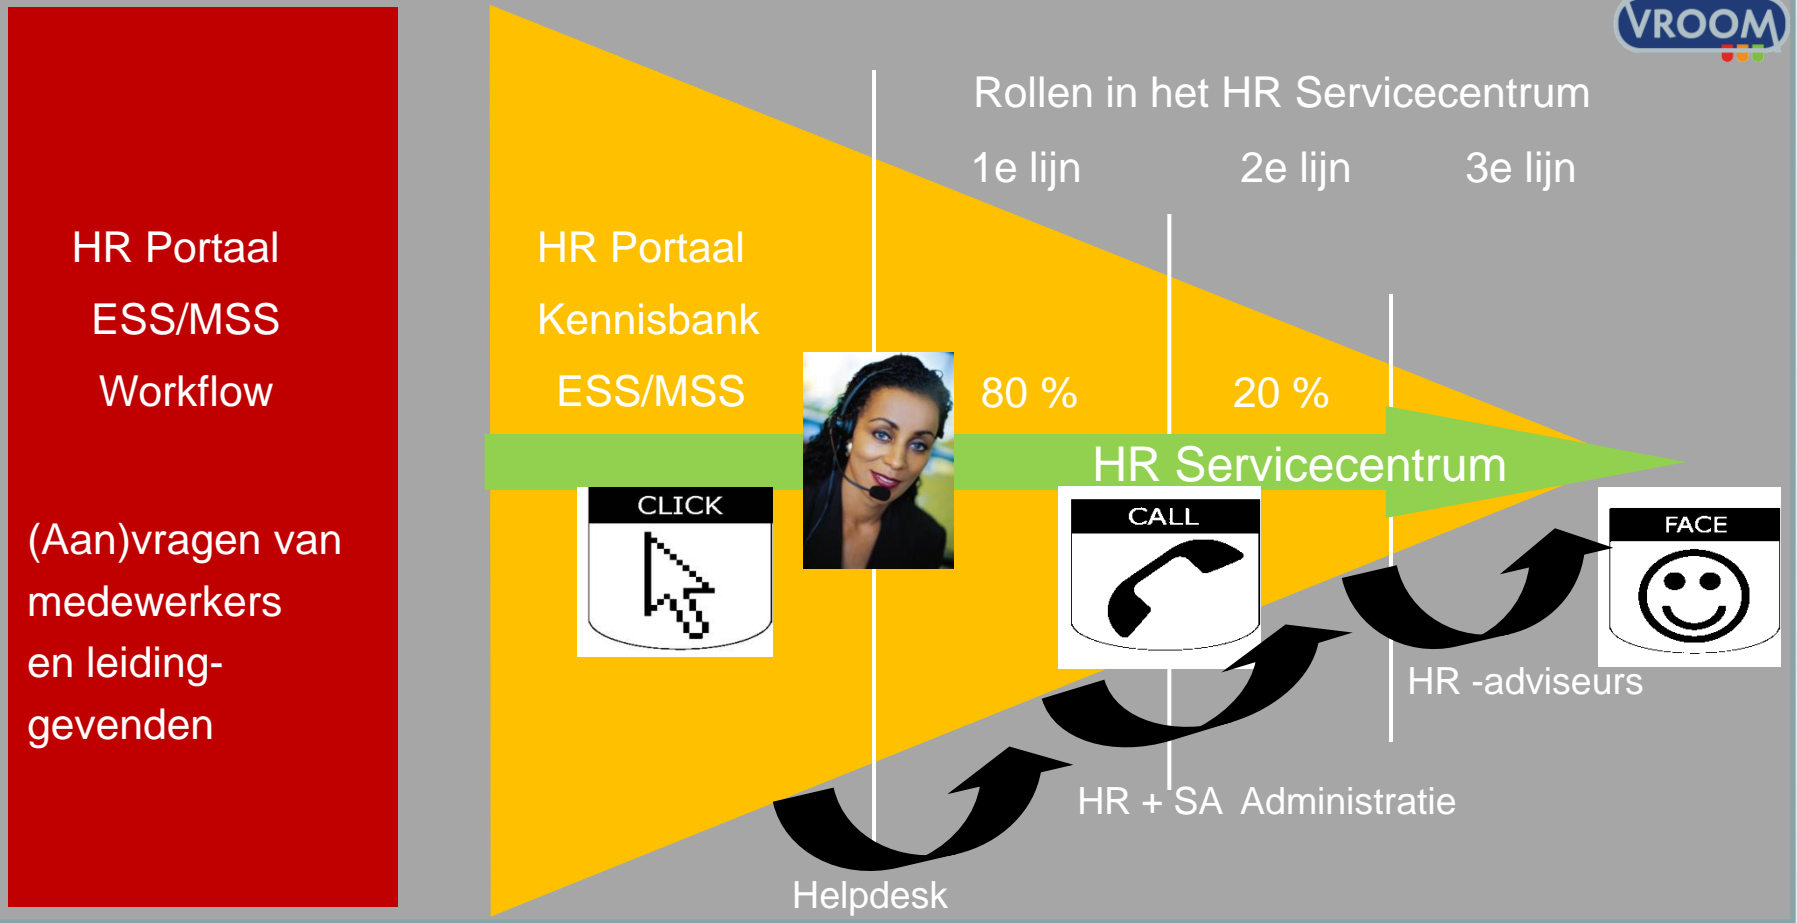 VROOM
Rollen in het HR Servicecentrum
1e lijn
2e lijn
3e lijn
HR Portaal
ESS/MSS
Workflow
(Aan)vragen van
medewerkers
en leiding-
gevenden
HR Portaal
Kennisbank
ESS/MSS
80 %
20 %
HR Servicecentrum
CLICK
CALL
FACE
HR -adviseurs
HR + SA  Administratie
Helpdesk